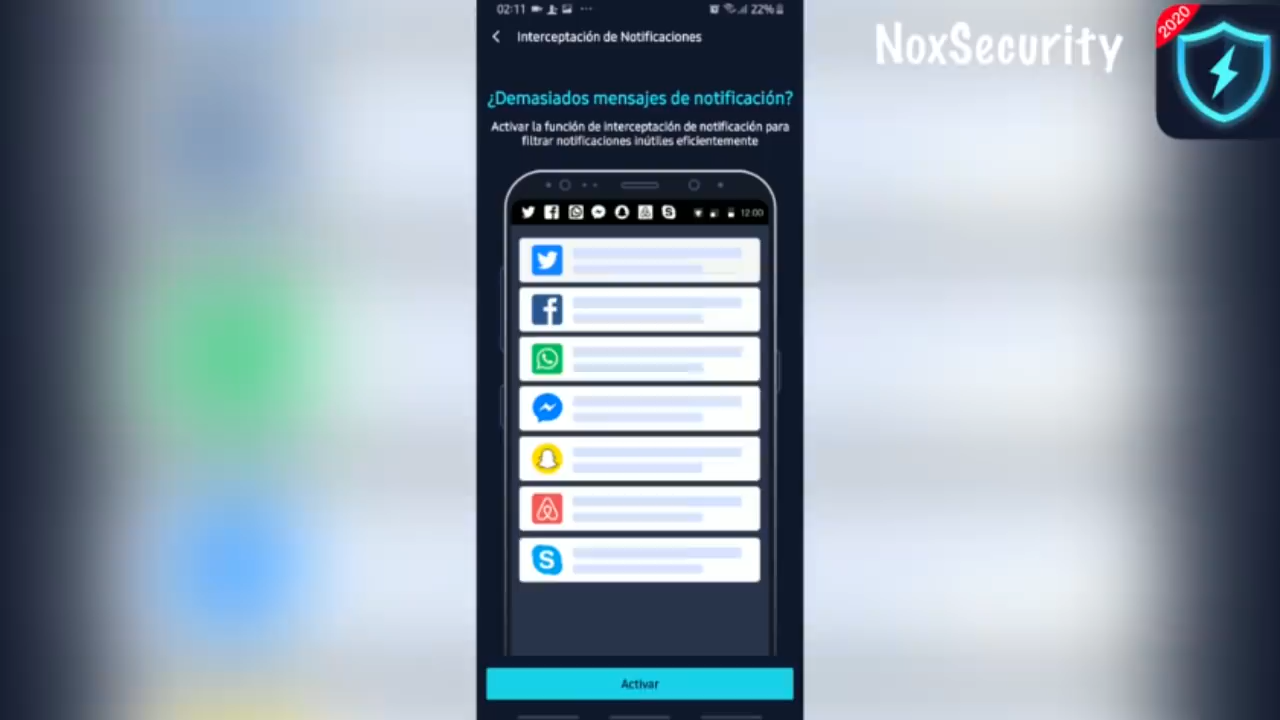 02:11
22%
Interceptación de Notificaciones
¿Demasiados mensajes de notificación?
Activar la función de interceptación de notificación para
filtrar notificaciones inútiles eficientemente
12:00
Activar
NoxSecurity
2020